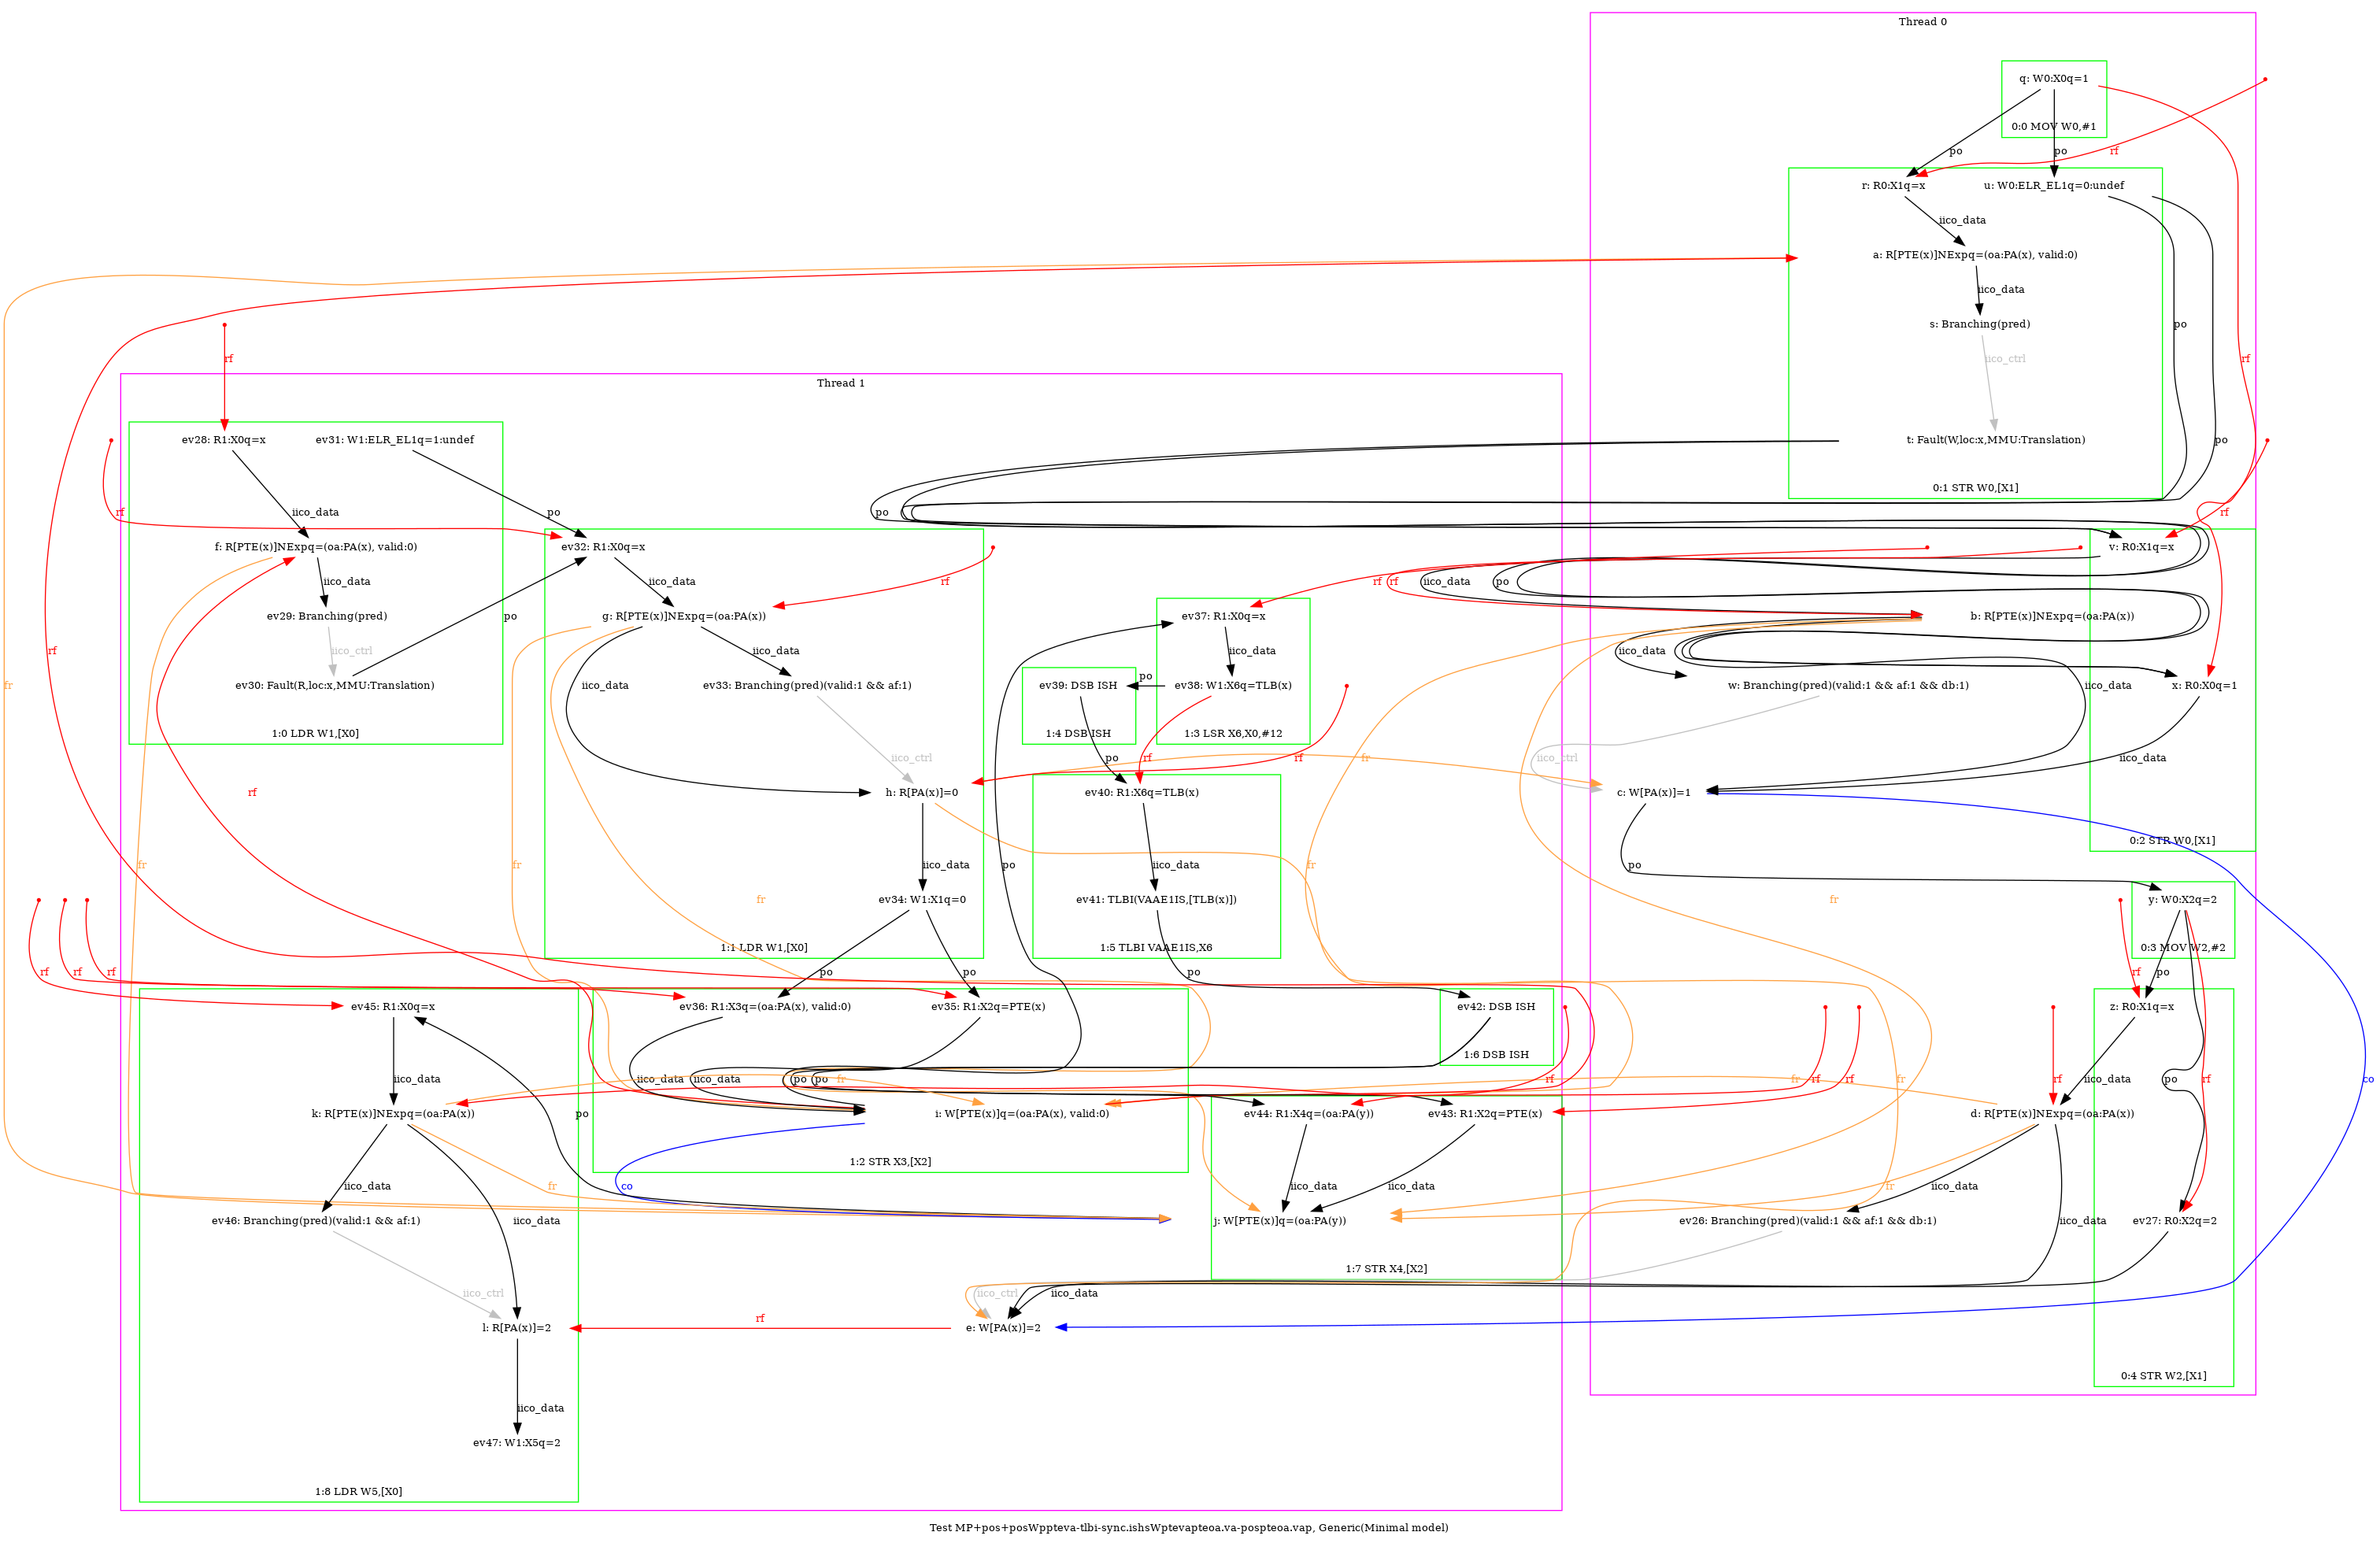 Thread 0
q: W0:X0q=1
0:0 MOV W0,#1
po
po
rf
r: R0:X1q=x
u: W0:ELR_EL1q=0:undef
iico_data
a: R[PTE(x)]NExpq=(oa:PA(x), valid:0)
iico_data
s: Branching(pred)
po
rf
iico_ctrl
rf
Thread 1
t: Fault(W,loc:x,MMU:Translation)
po
0:1 STR W0,[X1]
ev28: R1:X0q=x
ev31: W1:ELR_EL1q=1:undef
rf
iico_data
po
po
rf
f: R[PTE(x)]NExpq=(oa:PA(x), valid:0)
ev32: R1:X0q=x
v: R0:X1q=x
iico_data
iico_data
rf
rf
rf
iico_data
po
ev29: Branching(pred)
po
g: R[PTE(x)]NExpq=(oa:PA(x))
ev37: R1:X0q=x
b: R[PTE(x)]NExpq=(oa:PA(x))
rf
iico_ctrl
iico_data
iico_data
iico_data
iico_data
fr
ev30: Fault(R,loc:x,MMU:Translation)
iico_data
ev33: Branching(pred)(valid:1 && af:1)
ev39: DSB ISH
po
ev38: W1:X6q=TLB(x)
w: Branching(pred)(valid:1 && af:1 && db:1)
iico_data
x: R0:X0q=1
1:0 LDR W1,[X0]
1:4 DSB ISH
1:3 LSR X6,X0,#12
iico_ctrl
po
rf
rf
fr
iico_ctrl
iico_data
rf
h: R[PA(x)]=0
ev40: R1:X6q=TLB(x)
c: W[PA(x)]=1
0:2 STR W0,[X1]
fr
fr
iico_data
po
iico_data
fr
po
ev34: W1:X1q=0
ev41: TLBI(VAAE1IS,[TLB(x)])
fr
fr
y: W0:X2q=2
1:1 LDR W1,[X0]
1:5 TLBI VAAE1IS,X6
0:3 MOV W2,#2
rf
rf
rf
po
po
po
rf
po
ev45: R1:X0q=x
ev36: R1:X3q=(oa:PA(x), valid:0)
ev35: R1:X2q=PTE(x)
ev42: DSB ISH
z: R0:X1q=x
1:6 DSB ISH
iico_data
iico_data
iico_data
po
po
fr
rf
fr
rf
rf
fr
rf
iico_data
po
rf
co
k: R[PTE(x)]NExpq=(oa:PA(x))
po
i: W[PTE(x)]q=(oa:PA(x), valid:0)
ev44: R1:X4q=(oa:PA(y))
ev43: R1:X2q=PTE(x)
d: R[PTE(x)]NExpq=(oa:PA(x))
1:2 STR X3,[X2]
iico_data
fr
co
iico_data
iico_data
fr
iico_data
ev46: Branching(pred)(valid:1 && af:1)
iico_data
j: W[PTE(x)]q=(oa:PA(y))
ev26: Branching(pred)(valid:1 && af:1 && db:1)
iico_data
ev27: R0:X2q=2
1:7 STR X4,[X2]
iico_ctrl
iico_ctrl
iico_data
rf
l: R[PA(x)]=2
e: W[PA(x)]=2
0:4 STR W2,[X1]
iico_data
ev47: W1:X5q=2
1:8 LDR W5,[X0]
Test MP+pos+posWppteva-tlbi-sync.ishsWptevapteoa.va-pospteoa.vap, Generic(Minimal model)